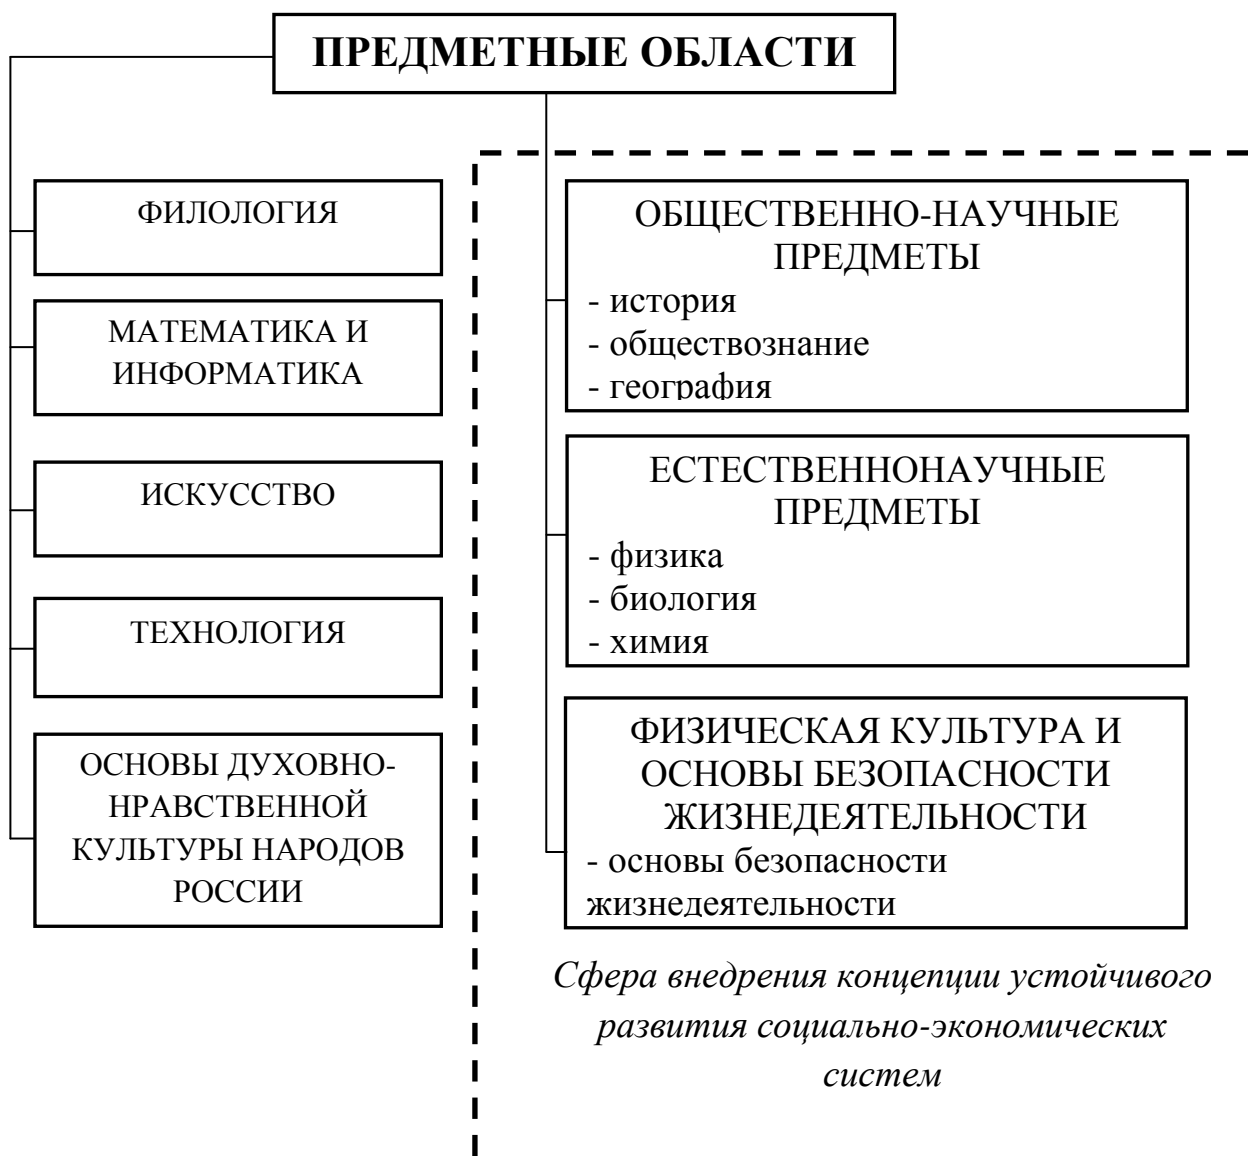 ПРЕДМЕТНЫЕ ОБЛАСТИ
ФИЛОЛОГИЯ
МАТЕМАТИКА И
ИНФОРМАТИКА
ИСКУССТВО
ТЕХНОЛОГИЯ
ОСНОВЫ ДУХОВНО-
НРАВСТВЕННОЙ
КУЛЬТУРЫ НАРОДОВ
РОССИИ
ОБЩЕСТВЕННО-НАУЧНЫЕ
ПРЕДМЕТЫ
- история
- обществознание
- география
ЕСТЕСТВЕННОНАУЧНЫЕ
ПРЕДМЕТЫ
- физика
- биология
- химия
ФИЗИЧЕСКАЯ КУЛЬТУРА И
ОСНОВЫ БЕЗОПАСНОСТИ
ЖИЗНЕДЕЯТЕЛЬНОСТИ
- основы безопасности
жизнедеятельности
Сфера внедрения концепции устойчивого
развития социально-экономических
систем